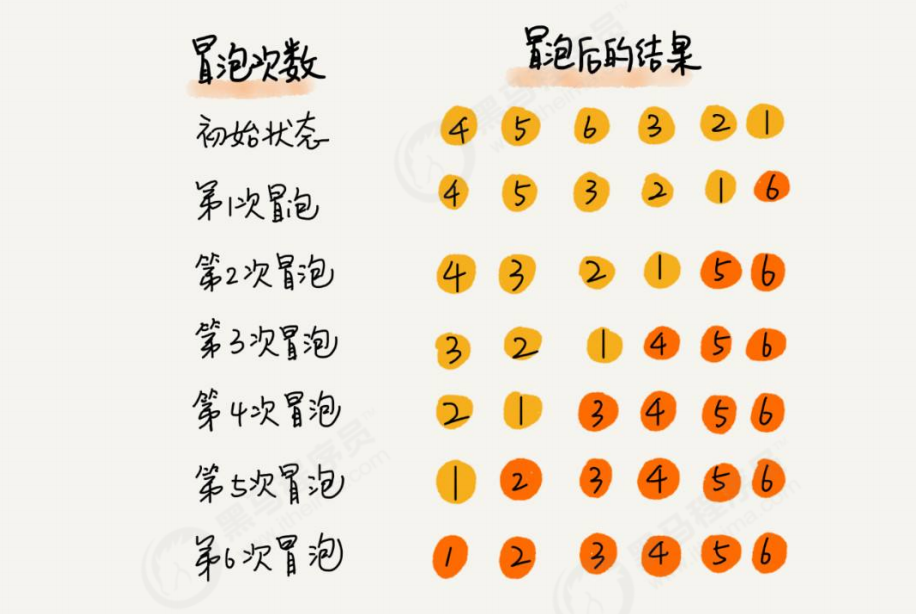 冒泡次数 冒泡后的结果
初始状态 4 5 6 3 2 1
第1次冒泡 4 5 3 2 1 6
第2次冒泡 4 3 2 1 5 6
第3次冒泡 3 2 1 4 5 6
第4次冒泡 2 1 3 4 5 6
第5次冒泡 1 2 3 4 5 6
第6次冒泡 1 2 3 4 5 6
黑马程序员